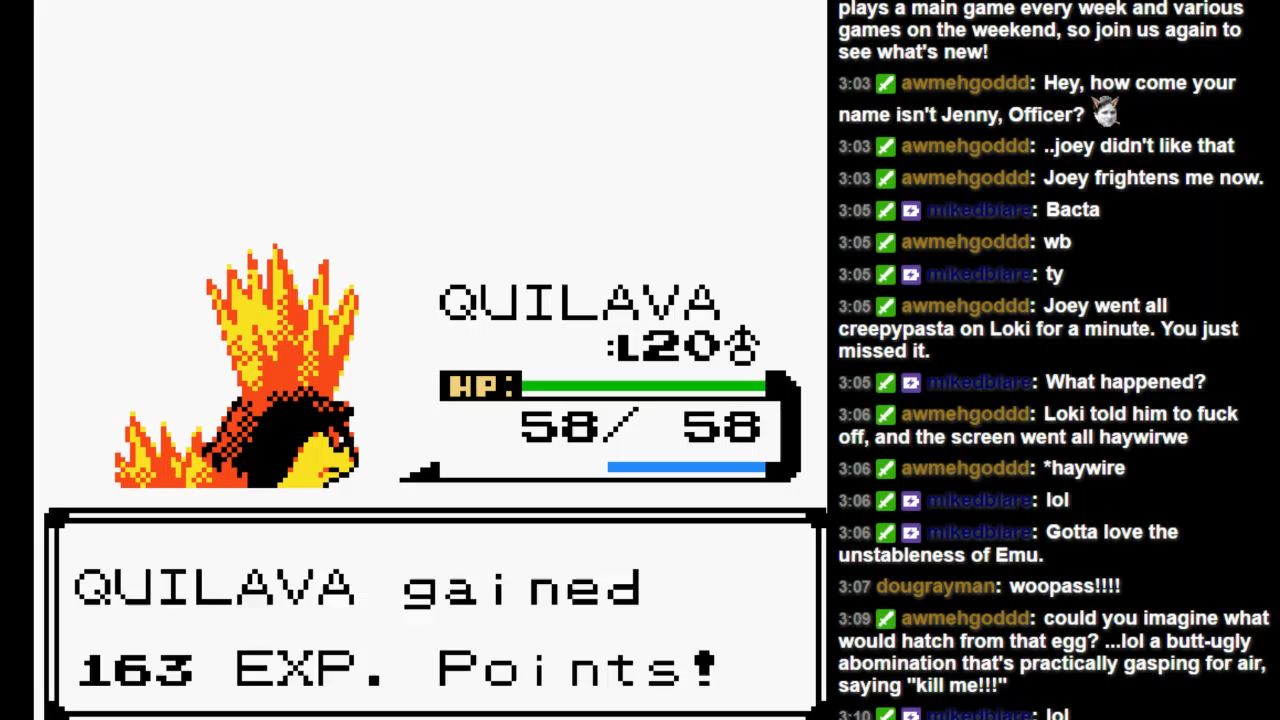 QUILAVA
:L20♂
HP:
58/ 58
QUILAVA gained
163 EXP. Points!
plays a main game every week and various
games on the weekend, so join us again to
see what's new!
3:03 awmehgoddd: Hey, how come your
name isn't Jenny, Officer?
3:03 awmehgoddd: ..joey didn't like that
3:03 awmehgoddd: Joey frightens me now.
3:05 mikedblare: Bacta
3:05 awmehgoddd: wb
3:05 mikedblare: ty
3:05 awmehgoddd: Joey went all
creepypasta on Loki for a minute. You just
missed it.
3:05 mikedblare: What happened?
3:06 awmehgoddd: Loki told him to fuck
off, and the screen went all haywirwe
3:06 awmehgoddd: *haywire
3:06 mikedblare: lol
3:06 mikedblare: Gotta love the
unstableness of Emu.
3:07 dougrayman: woopass!!!!
3:09 awmehgoddd: could you imagine what
would hatch from that egg? ...lol a butt-ugly
abomination that's practically gasping for air,
saying "kill me!!!"
3:10 mikedblare: lol